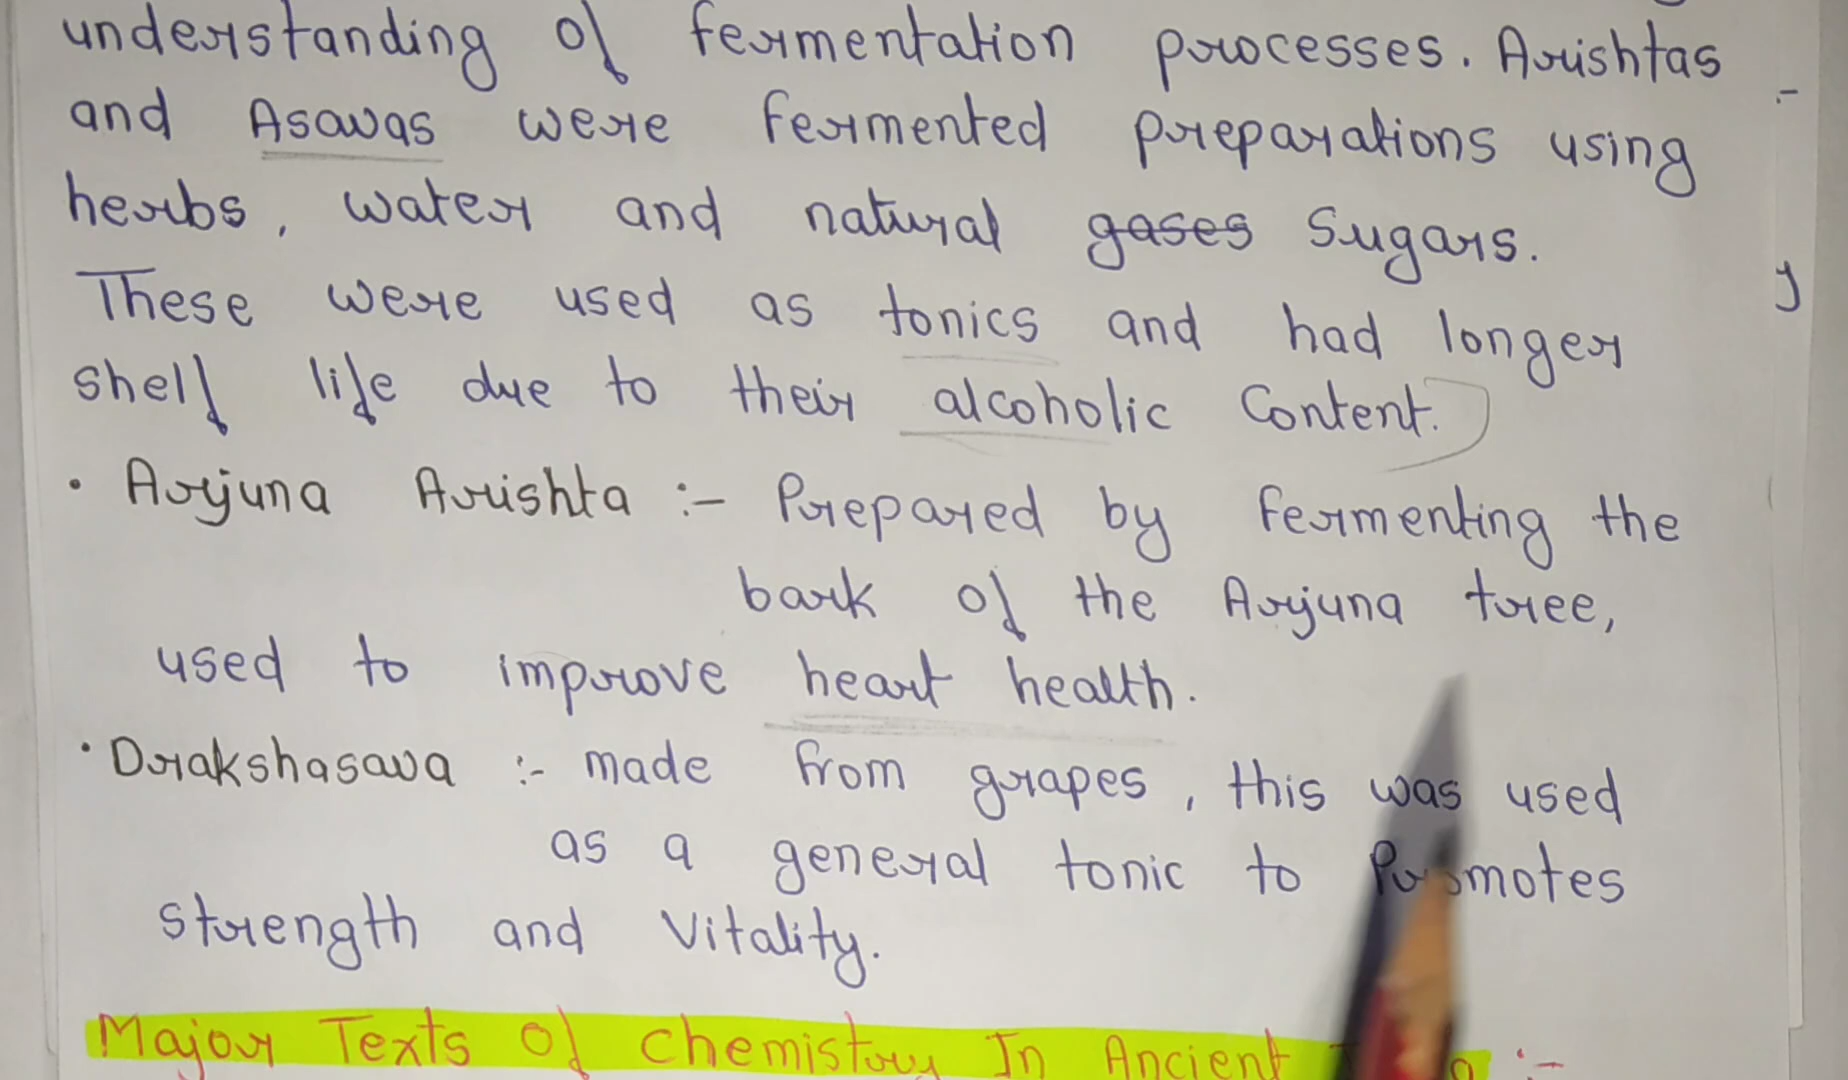 understanding of fermentation processes. Arishtas
and Asavas were fermented preparations using
herbs, water and natural gases Sugars.
These were used as tonics and had longer
shelf life due to their alcoholic Content.
• Arjuna Arishta :- Prepared by fermenting the
bark of the Arjuna tree,
used to improve heart health.
• Drakshasava :- made from grapes, this was used
as a general tonic to Promotes
strength and Vitality.
Major Texts Of Chemistry In Ancient :-